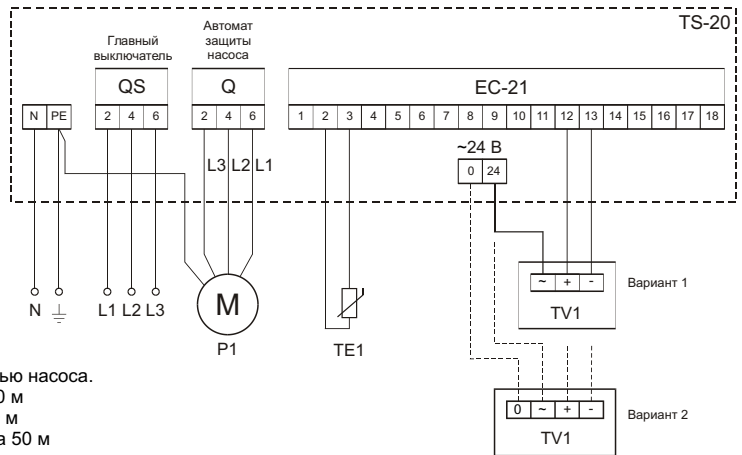 TS-20
Главный
выключатель
Автомат
защиты
насоса
QS
Q
EC-21
N PE
2 4 6
2 4 6
1 2 3 4 5 6 7 8 9 10 11 12 13 14 15 16 17 18
~24 В
0 24
L3 L2 L1
~ + -
TV1
Вариант 1
N
L1 L2 L3
M
P1
TE1
0 ~ + -
TV1
Вариант 2
насоса.
0 м
м
а 50 м